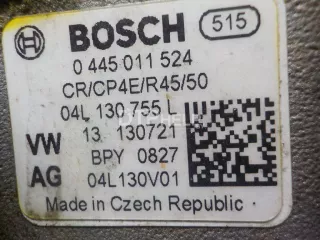 BOSCH 515
0 445 011 524
CR/CP4E/R45/50
04L 130 755 L
VW 13 130721
BPY 0827
AG 04L130V01
Made in Czech Republic